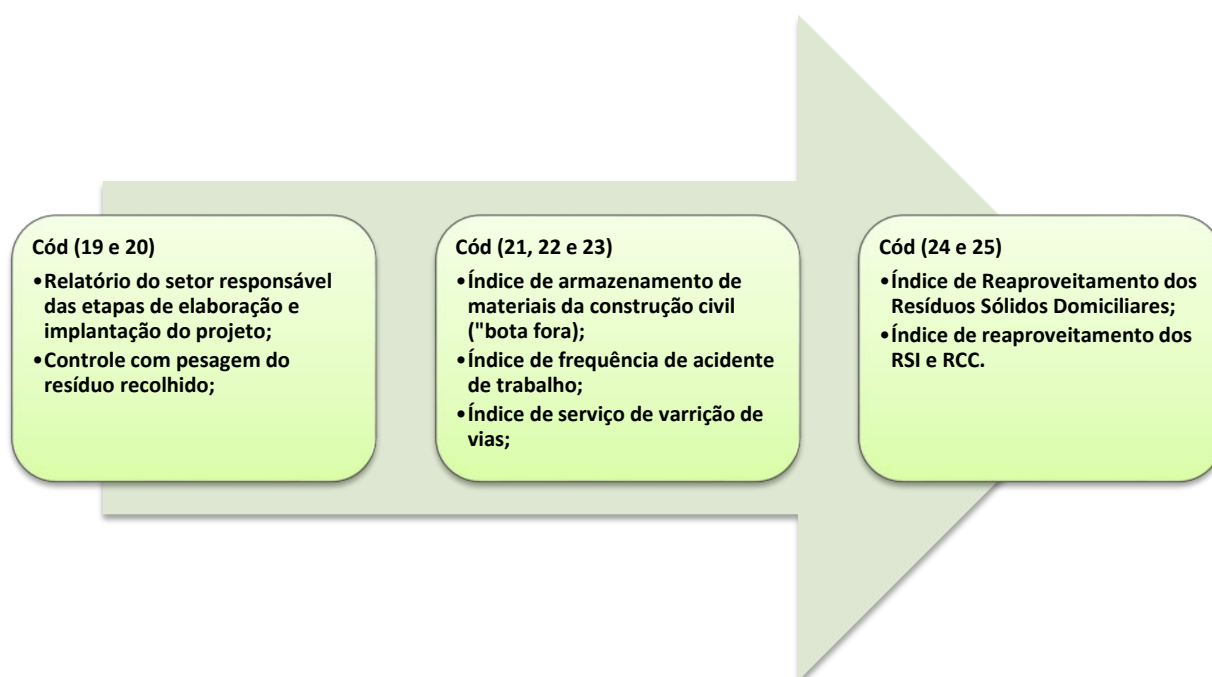 Cód (19 e 20)
•Relatório do setor responsável
das etapas de elaboração e
implantação do projeto;
•Controle com pesagem do
resíduo recolhido;
Cód (21, 22 e 23)
•Índice de armazenamento de
materiais da construção civil
("bota fora);
•Índice de frequência de acidente
de trabalho;
•Índice de serviço de varrição de
vias;
Cód (24 e 25)
•Índice de Reaproveitamento dos
Resíduos Sólidos Domiciliares;
•Índice de reaproveitamento dos
RSI e RCC.